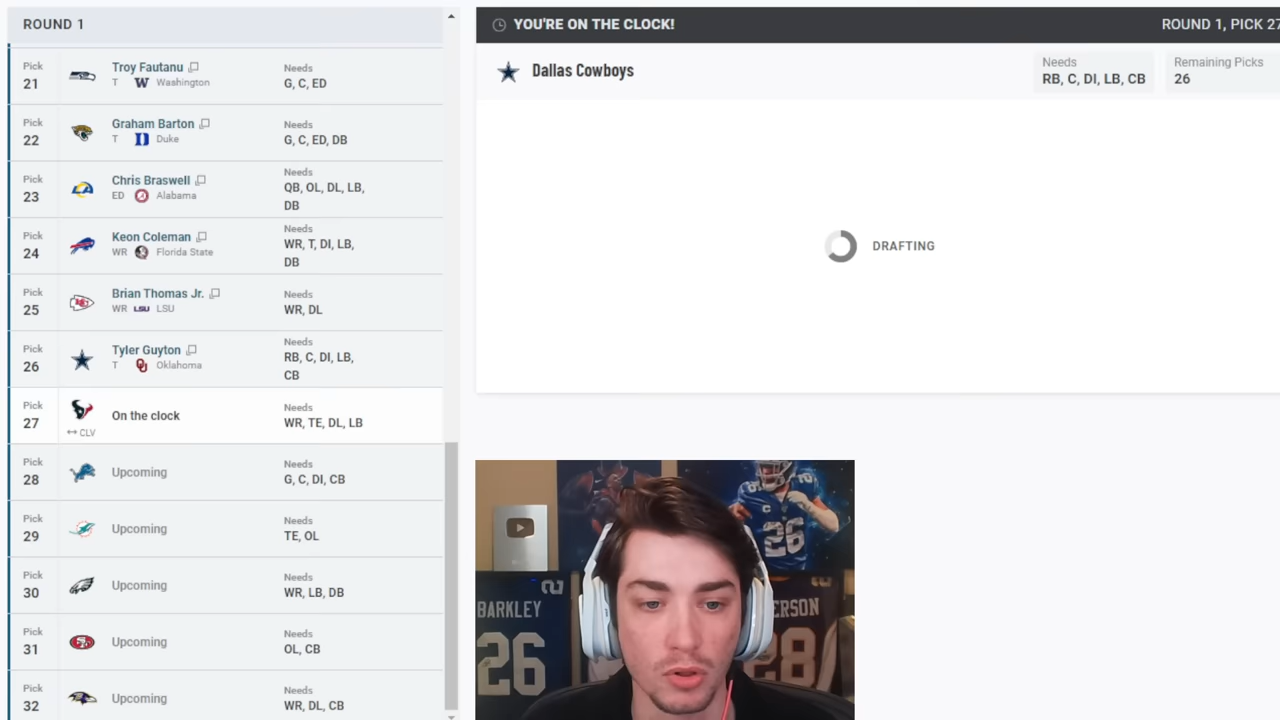 ROUND 1
Pick
21
Troy Fautanu
T W Washington
Needs
G, C, ED
Pick
22
Graham Barton
T D Duke
Needs
G, C, ED, DB
Pick
23
Chris Braswell
ED A Alabama
Needs
QB, OL, DL, LB,
DB
Pick
24
Keon Coleman
WR Florida State
Needs
WR, T, DI, LB,
DB
Pick
25
Brian Thomas Jr.
WR LSU LSU
Needs
WR, DL
Pick
26
Tyler Guyton
T OU Oklahoma
Needs
RB, C, DI, LB,
CB
Pick
27
↔ CLV
On the clock
Needs
WR, TE, DL, LB
Pick
28
Upcoming
Needs
G, C, DI, CB
Pick
29
Upcoming
Needs
TE, OL
Pick
30
Upcoming
Needs
WR, LB, DB
Pick
31
Upcoming
Needs
OL, CB
Pick
32
Upcoming
Needs
WR, DL, CB
YOU'RE ON THE CLOCK!
ROUND 1, PICK 27
Dallas Cowboys
Needs
RB, C, DI, LB, CB
Remaining Picks
26
DRAFTING
26
BARKLEY
26
ERSON
28